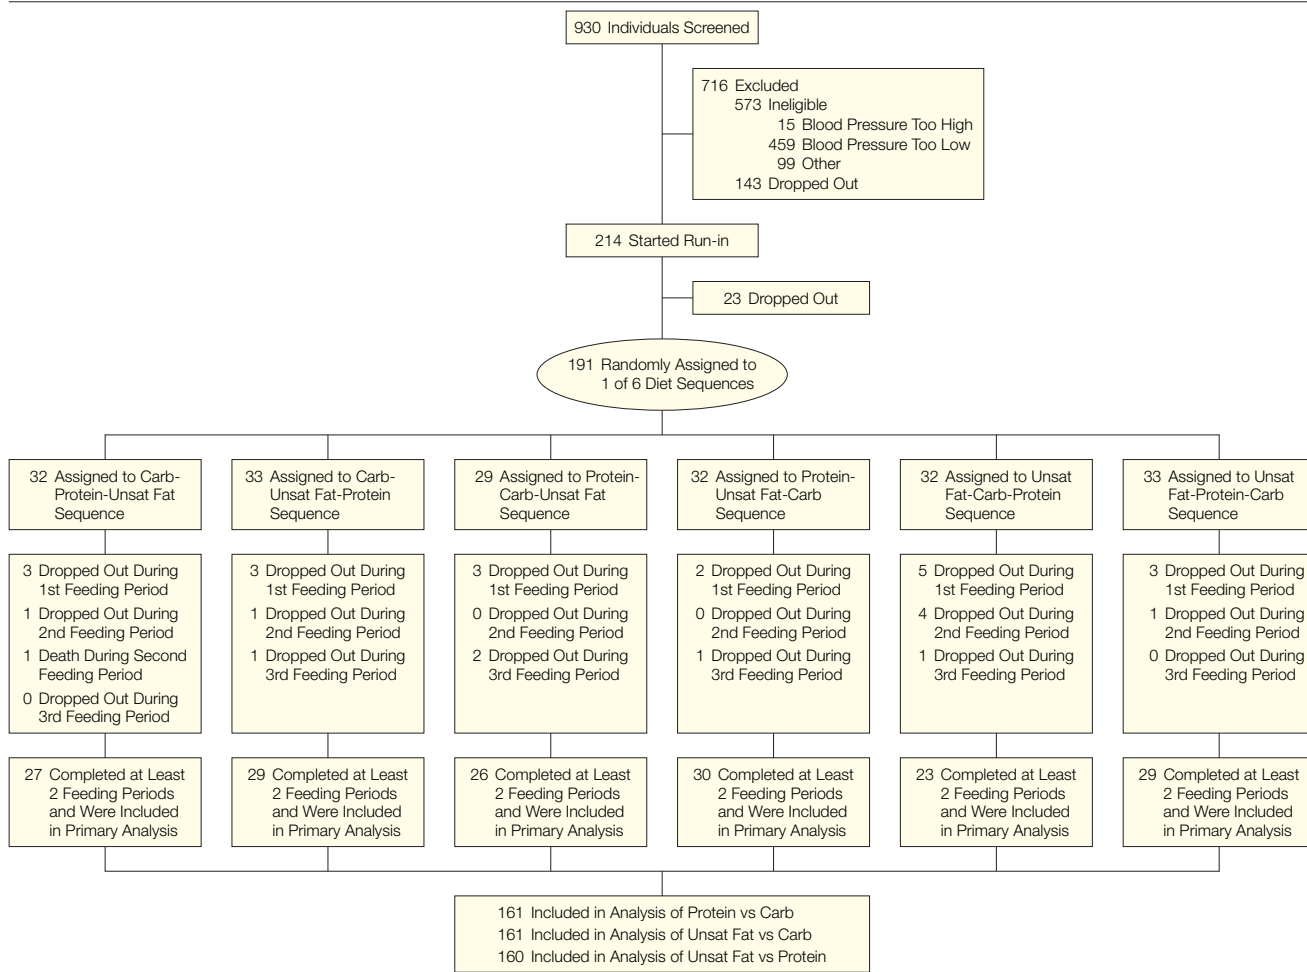 930 Individuals Screened
716 Excluded
573 Ineligible
15 Blood Pressure Too High
459 Blood Pressure Too Low
99 Other
143 Dropped Out
214 Started Run-in
23 Dropped Out
191 Randomly Assigned to
1 of 6 Diet Sequences
32 Assigned to Carb-
Protein-Unsat Fat
Sequence
33 Assigned to Carb-
Unsat Fat-Protein
Sequence
29 Assigned to Protein-
Carb-Unsat Fat
Sequence
32 Assigned to Protein-
Unsat Fat-Carb
Sequence
32 Assigned to Unsat
Fat-Carb-Protein
Sequence
33 Assigned to Unsat
Fat-Protein-Carb
Sequence
3 Dropped Out During
1st Feeding Period
1 Dropped Out During
2nd Feeding Period
1 Death During Second
Feeding Period
0 Dropped Out During
3rd Feeding Period
3 Dropped Out During
1st Feeding Period
1 Dropped Out During
2nd Feeding Period
1 Dropped Out During
3rd Feeding Period
3 Dropped Out During
1st Feeding Period
0 Dropped Out During
2nd Feeding Period
2 Dropped Out During
3rd Feeding Period
2 Dropped Out During
1st Feeding Period
0 Dropped Out During
2nd Feeding Period
1 Dropped Out During
3rd Feeding Period
5 Dropped Out During
1st Feeding Period
4 Dropped Out During
2nd Feeding Period
1 Dropped Out During
3rd Feeding Period
3 Dropped Out During
1st Feeding Period
1 Dropped Out During
2nd Feeding Period
0 Dropped Out During
3rd Feeding Period
27 Completed at Least
2 Feeding Periods
and Were Included
in Primary Analysis
29 Completed at Least
2 Feeding Periods
and Were Included
in Primary Analysis
26 Completed at Least
2 Feeding Periods
and Were Included
in Primary Analysis
30 Completed at Least
2 Feeding Periods
and Were Included
in Primary Analysis
23 Completed at Least
2 Feeding Periods
and Were Included
in Primary Analysis
29 Completed at Least
2 Feeding Periods
and Were Included
in Primary Analysis
161 Included in Analysis of Protein vs Carb
161 Included in Analysis of Unsat Fat vs Carb
160 Included in Analysis of Unsat Fat vs Protein